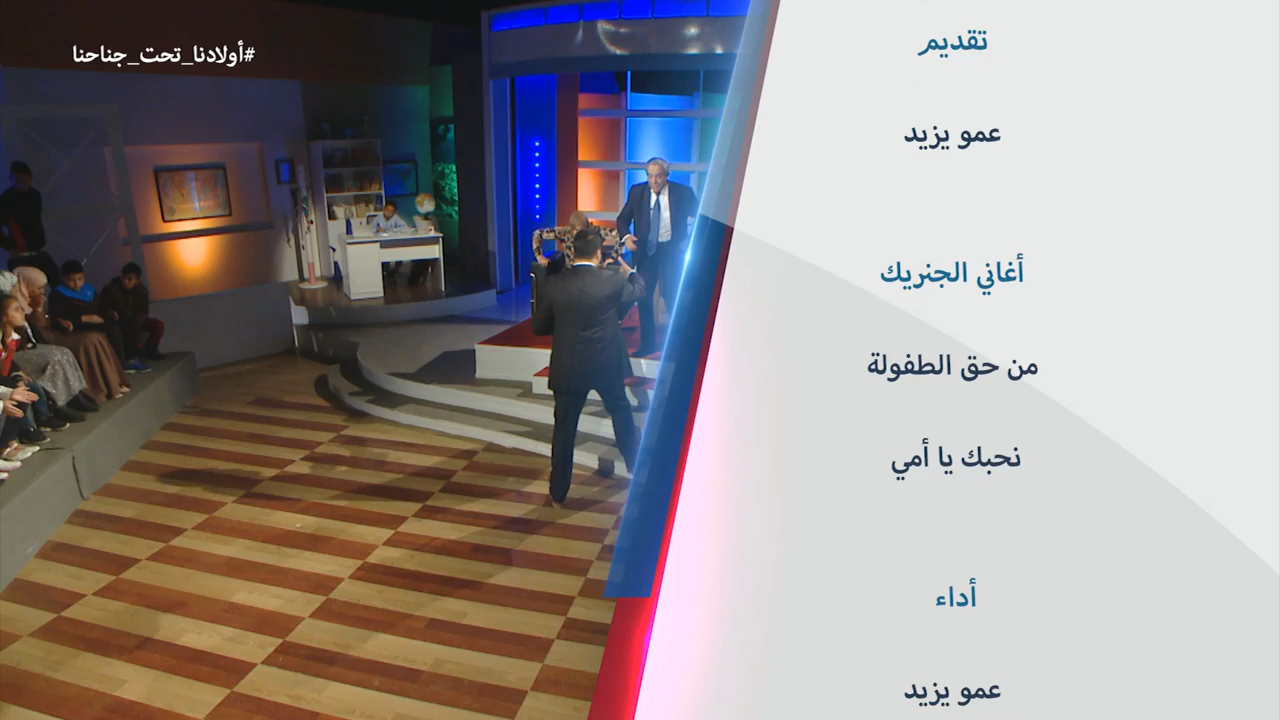 #أولادنا_تحت_جناحنا
تقديم
عمو يزيد
أغاني الجنريك
من حق الطفولة
نحبك يا أمي
أداء
عمو يزيد